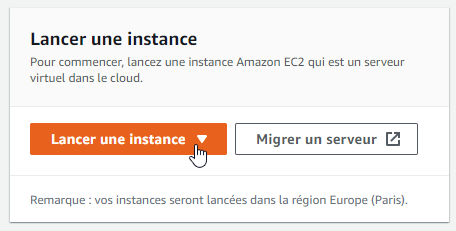 Lancer une instance
Pour commencer, lancez une instance Amazon EC2 qui est un serveur
virtuel dans le cloud.
Lancer une instance
Migrer un serveur
Remarque : vos instances seront lancées dans la région Europe (Paris).